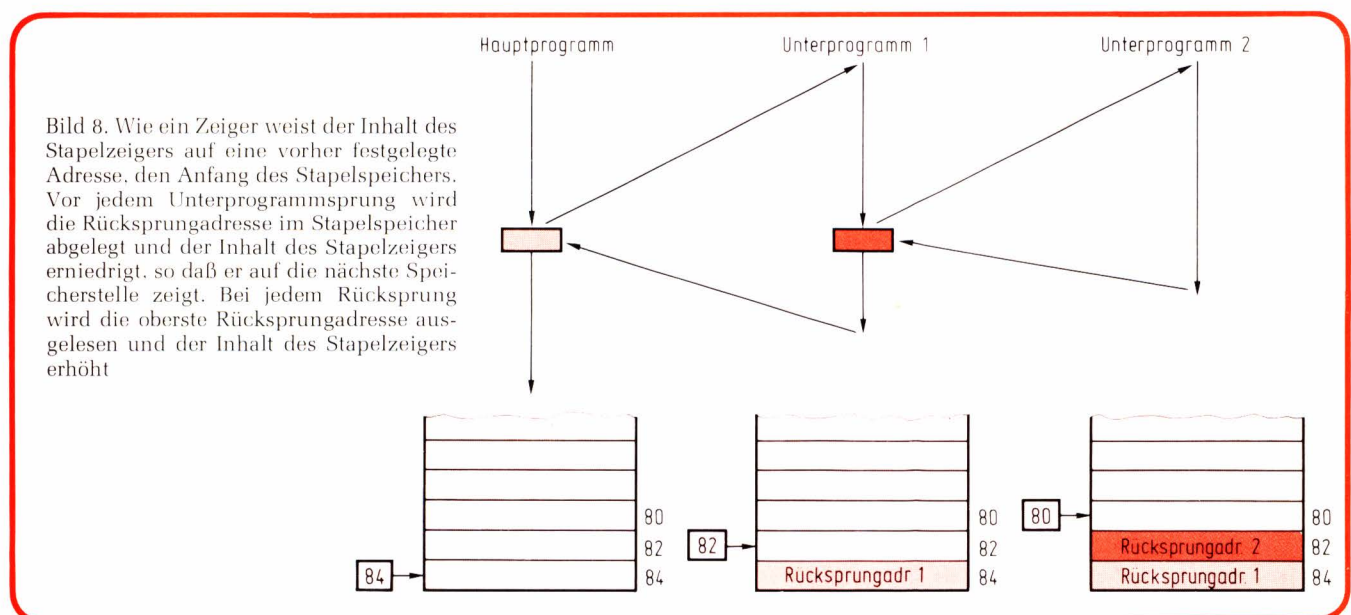 Hauptprogramm
Unterprogramm 1
Unterprogramm 2
Bild 8. Wie ein Zeiger weist der Inhalt des
Stapelzeigers auf eine vorher festgelegte
Adresse, den Anfang des Stapelspeichers.
Vor jedem Unterprogrammsprung wird
die Rücksprungadresse im Stapelspeicher
abgelegt und der Inhalt des Stapelzeigers
erniedrigt, so daß er auf die nächste Spei-
cherstelle zeigt. Bei jedem Rücksprung
wird die oberste Rücksprungadresse aus-
gelesen und der Inhalt des Stapelzeigers
erhöht
80
82
84
84
80
82
82
Rücksprungadr 1
84
80
80
Rücksprungadr. 2
82
Rücksprungadr. 1
84